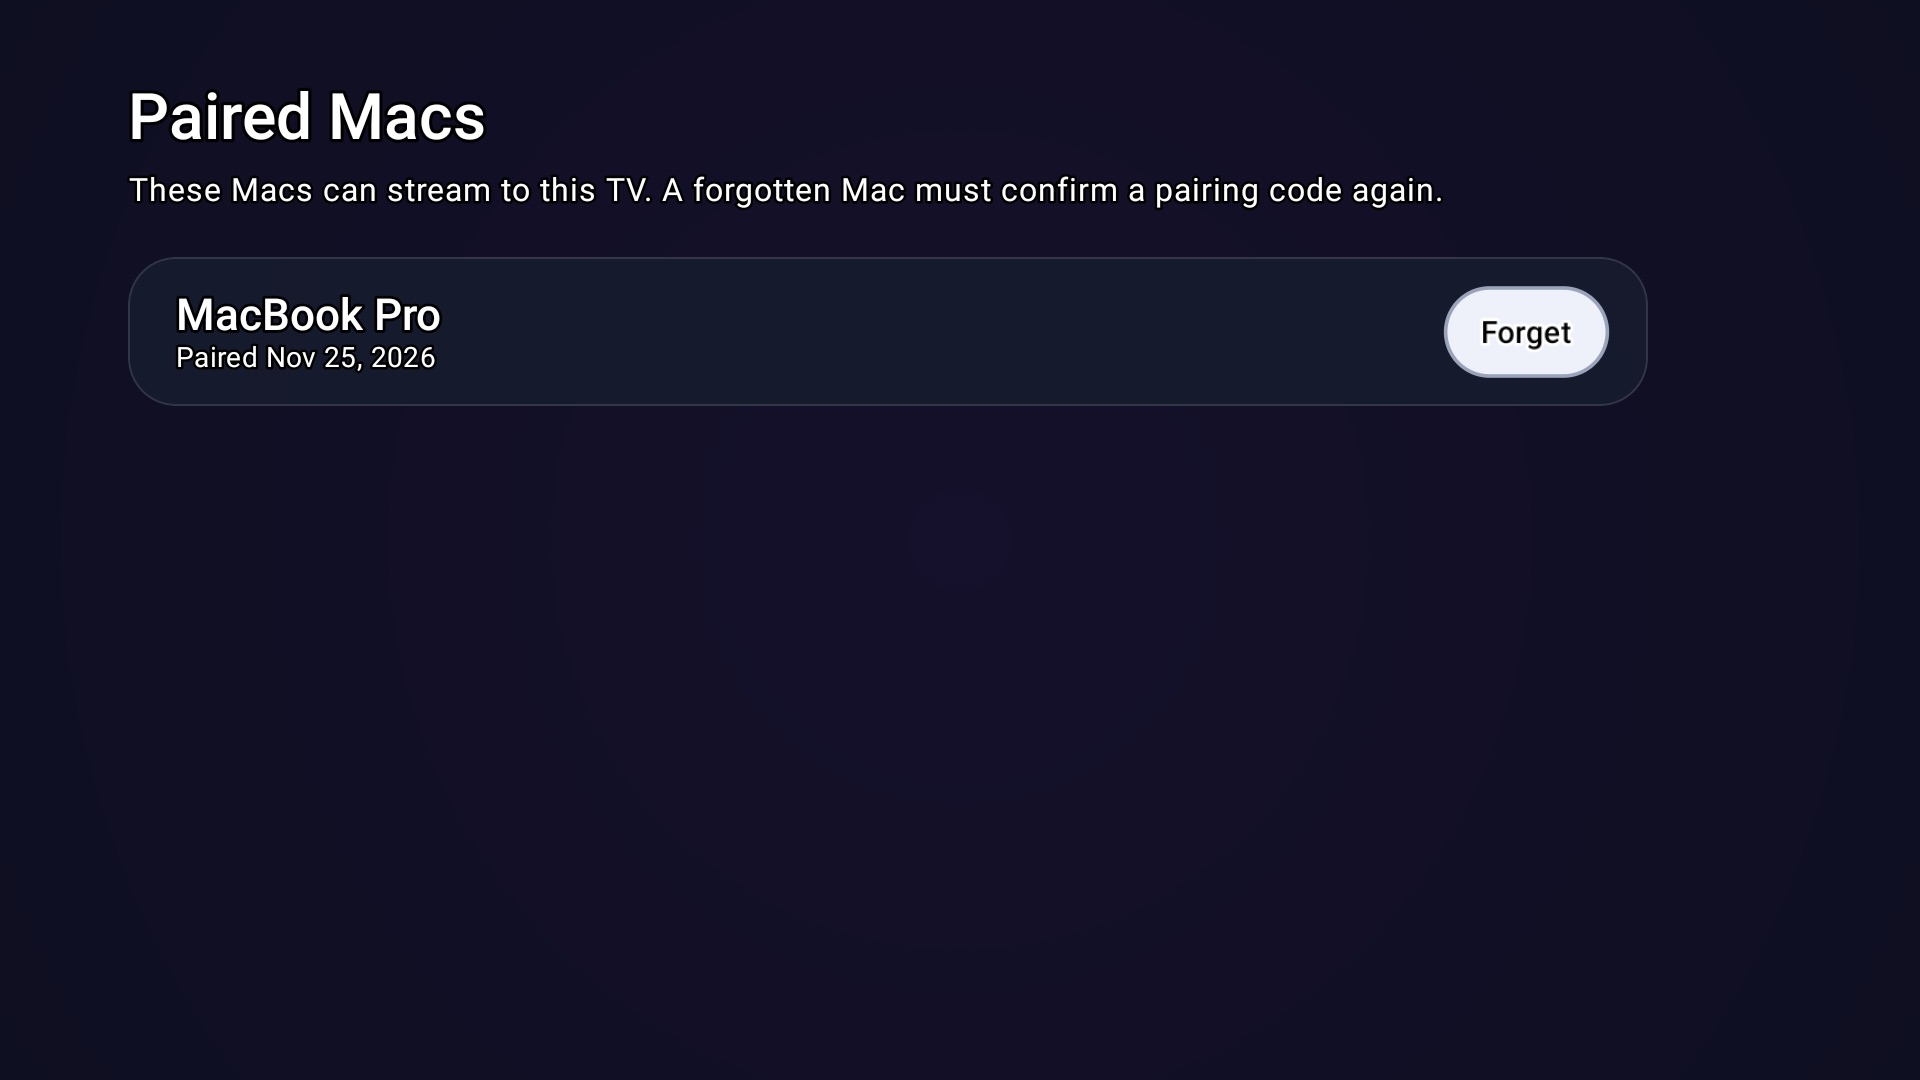 Paired Macs
These Macs can stream to this TV. A forgotten Mac must confirm a pairing code again.
MacBook Pro
Paired Nov 25, 2026
Forget